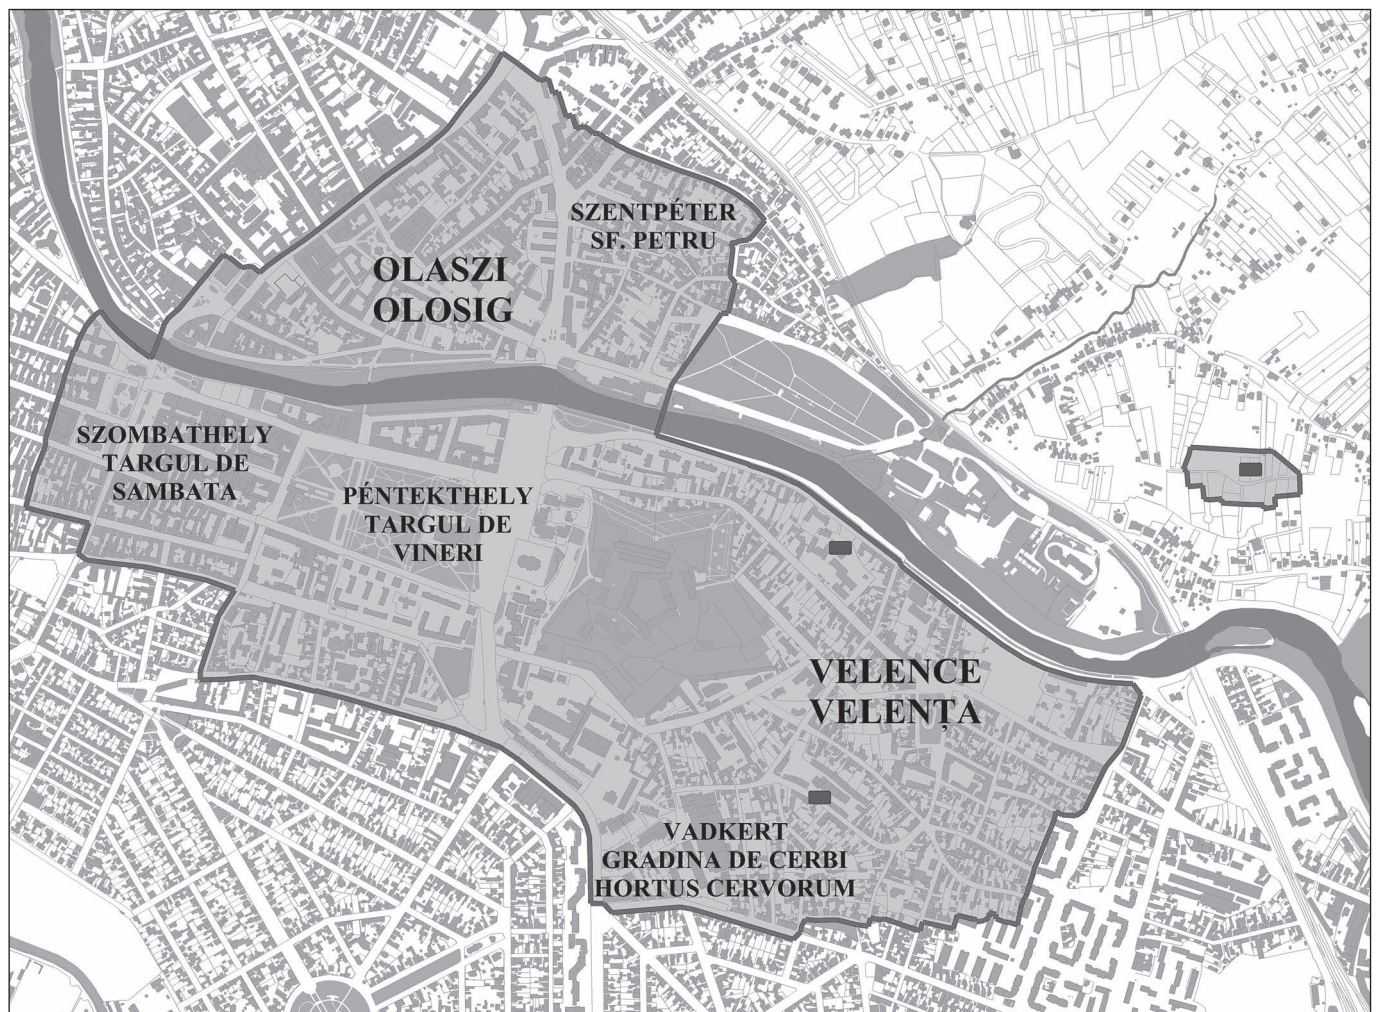 SZENTPÉTER
SF. PETRU
OLASZI
OLOSIG
SZOMBATHELY
TARGUL DE
SAMBATA
PÉNTEKTHELY
TARGUL DE
VINERI
VELENCE
VELENȚA
VADKERT
GRADINA DE CERBI
HORTUS CERVORUM